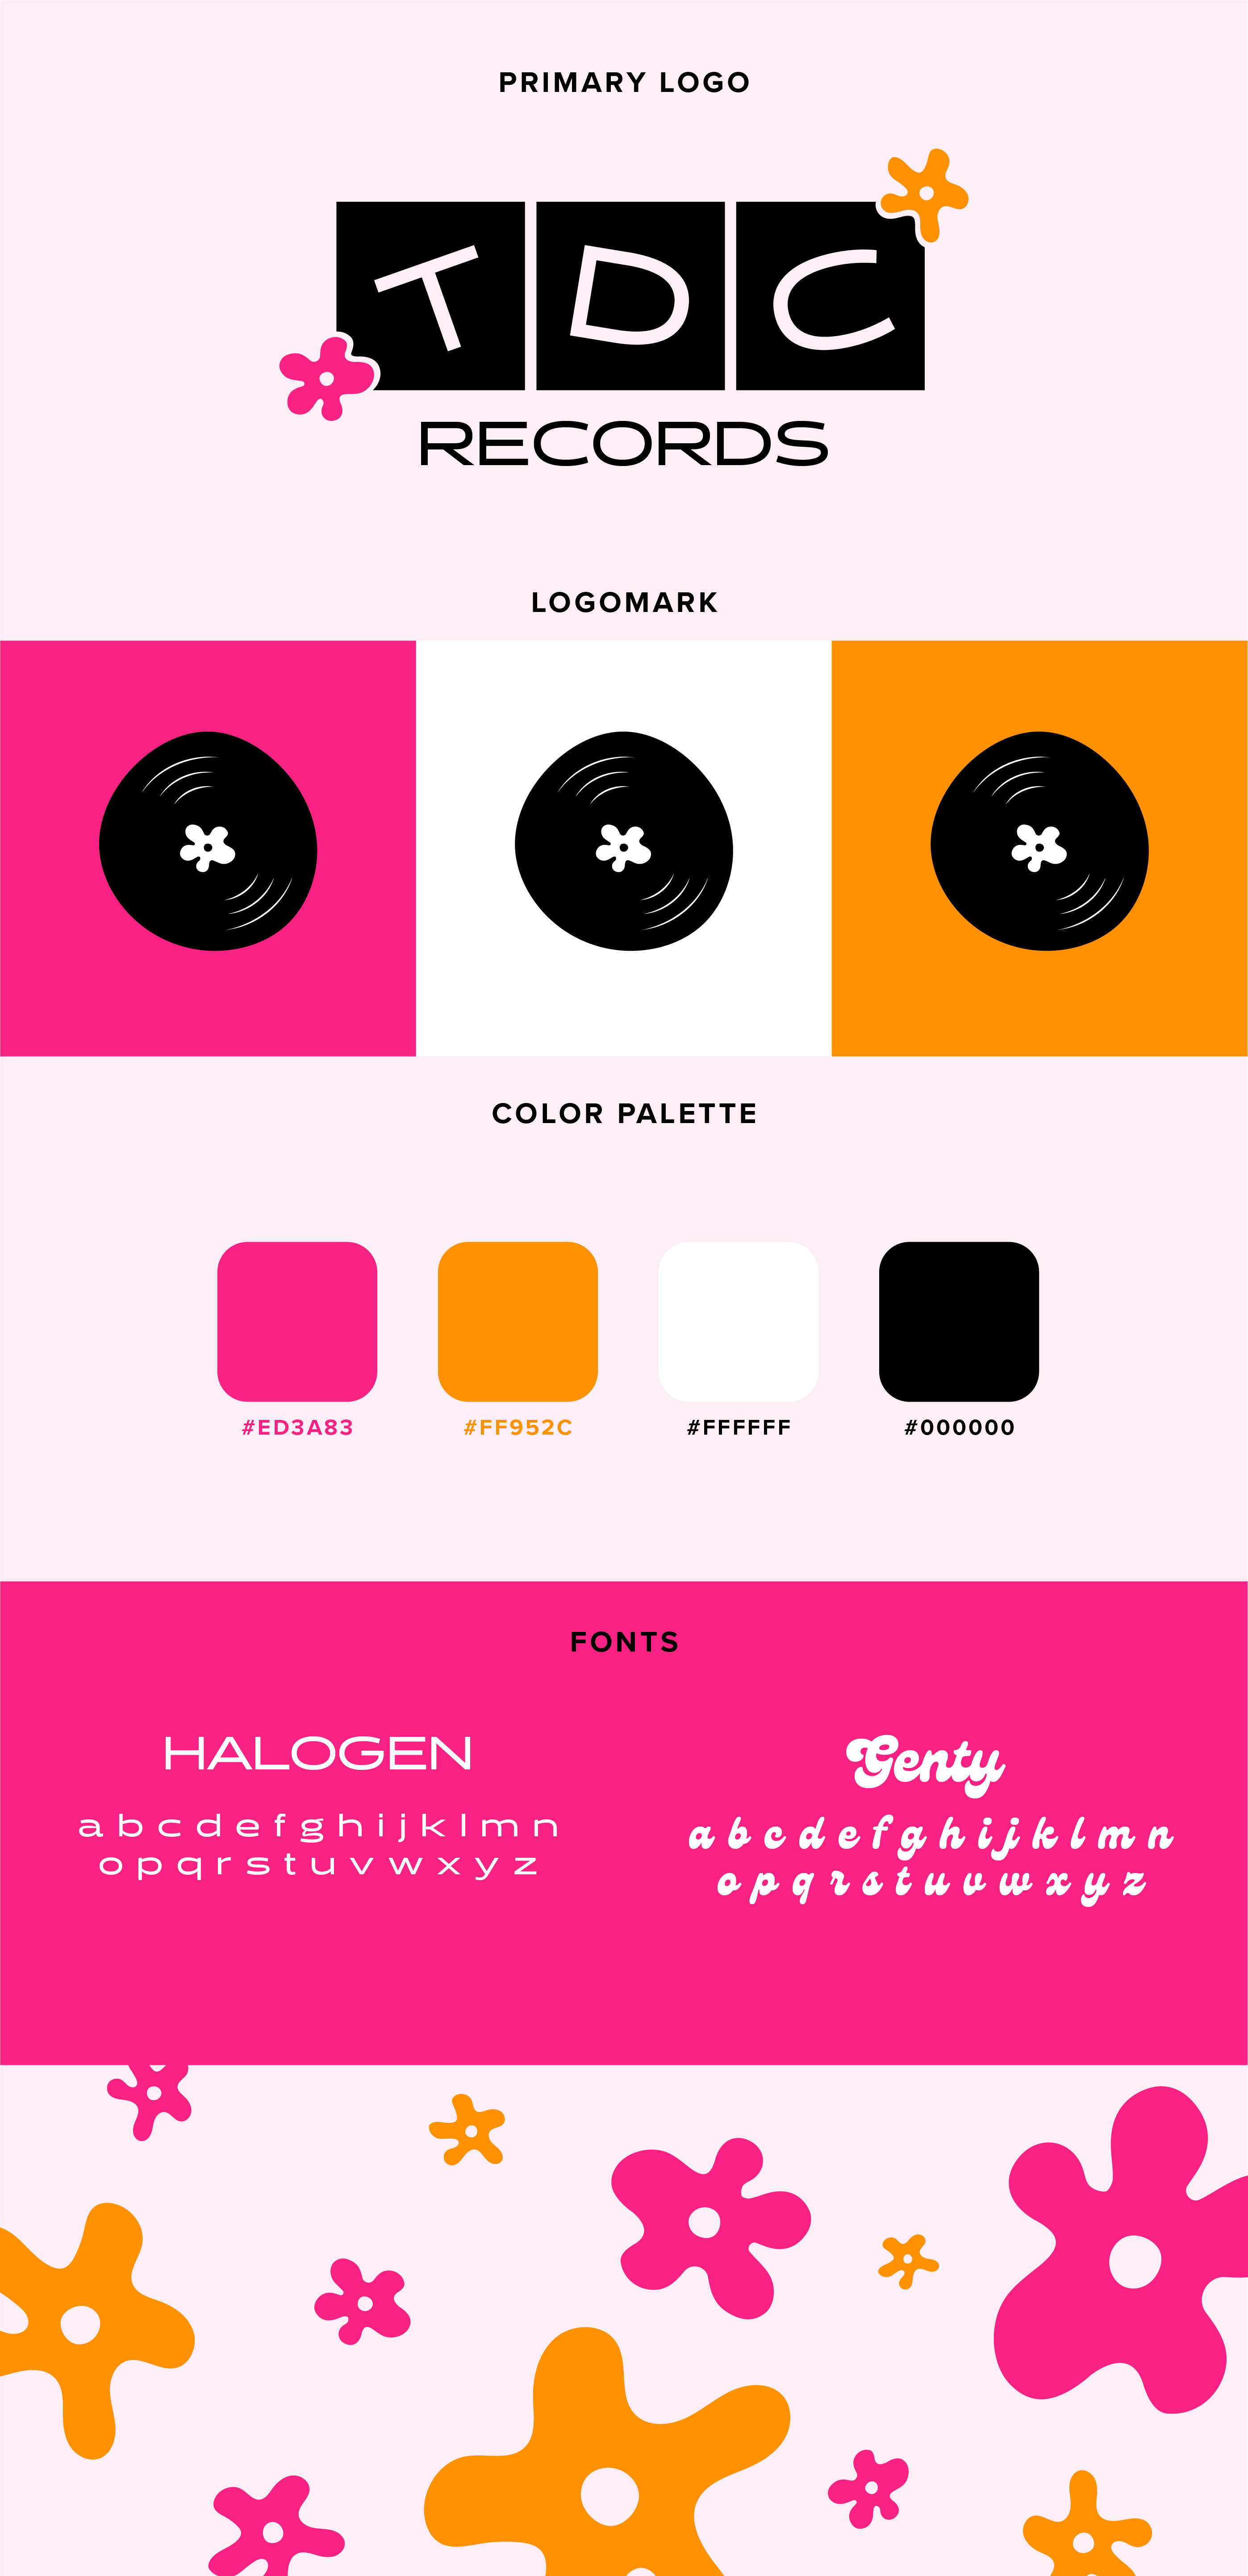 PRIMARY LOGO
TDC
RECORDS
LOGOMARK
COLOR PALETTE
#ED3A83 #FF952C #FFFFFF #000000
FONTS
HALOGEN
a b c d e f g h i j k l m n
o p q r s t u v w x y z
Genty
a b c d e f g h i j k l m n
o p q r s t u v w x y z